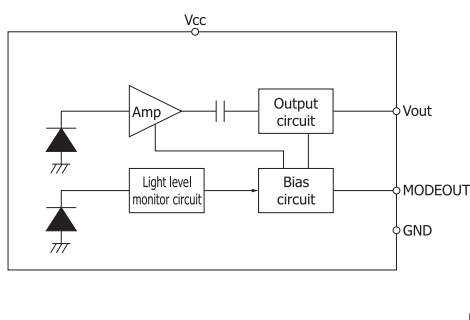 Vcc
Amp
Output
circuit
Vout
Light level
monitor circuit
Bias
circuit
MODEOUT
GND